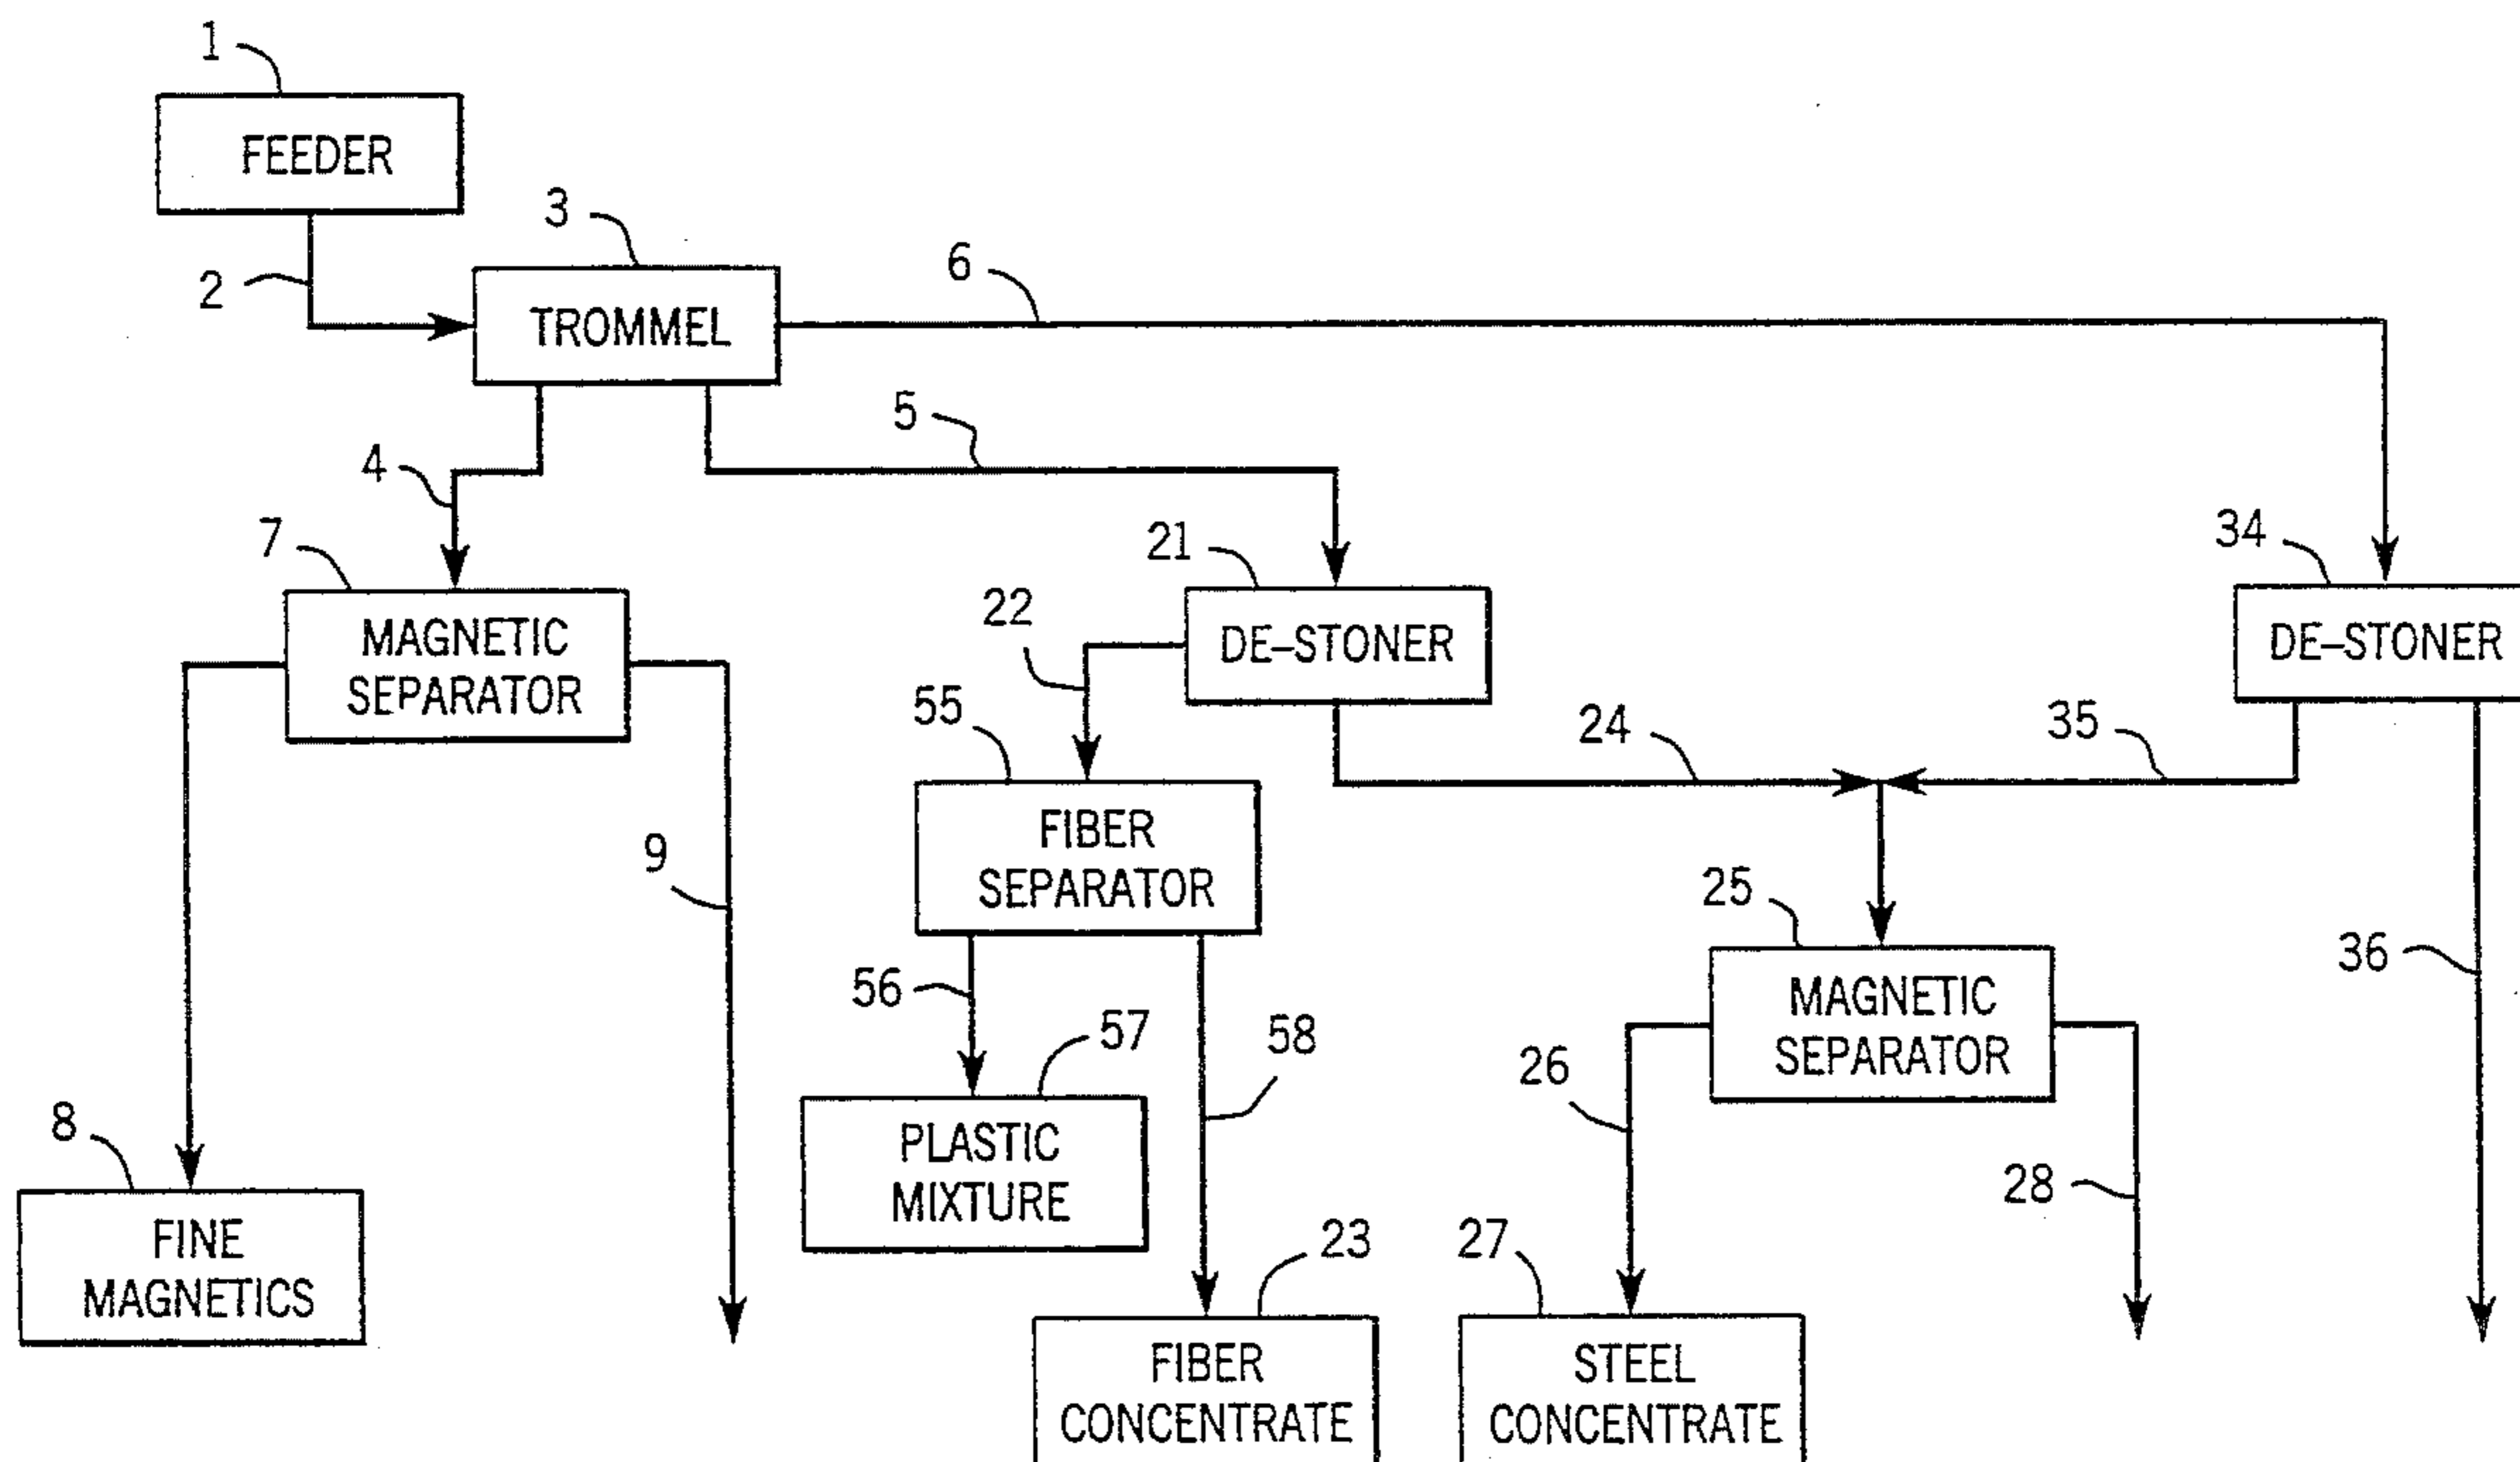 1
FEEDER
2
3
TROMMEL
6
5
4
7
MAGNETIC
SEPARATOR
21
DE-STONER
34
DE-STONER
22
55
FIBER
SEPARATOR
24
35
9
25
MAGNETIC
SEPARATOR
36
56
57
PLASTIC
MIXTURE
58
26
28
8
FINE
MAGNETICS
23
FIBER
CONCENTRATE
27
STEEL
CONCENTRATE